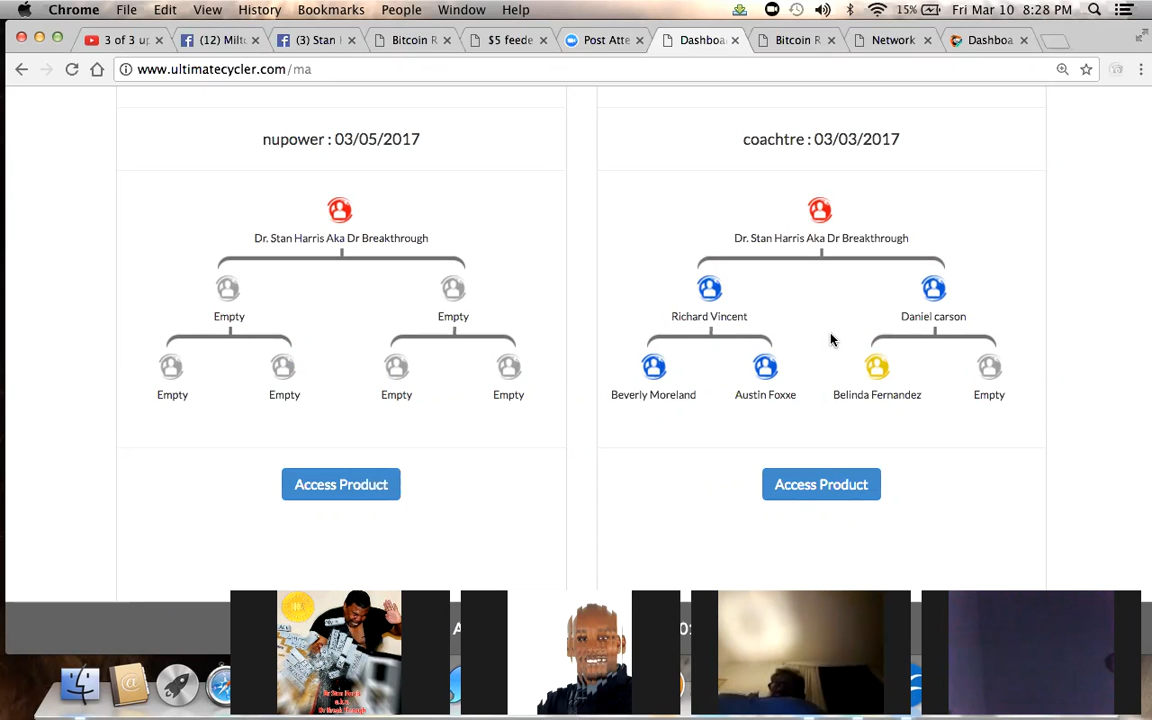 Chrome File Edit View History Bookmarks People Window Help 15% Fri Mar 10 8:28 PM
3 of 3 u (12) Milt (3) Stan Bitcoin R $5 feede Post Atte Dashboa Bitcoin R Network Dashboa
www.ultimatecycler.com/ma
nupower : 03/05/2017
coachtre : 03/03/2017
Dr. Stan Harris Aka Dr Breakthrough
Dr. Stan Harris Aka Dr Breakthrough
Empty Empty
Richard Vincent Daniel carson
Empty Empty Empty Empty
Beverly Moreland Austin Foxxe Belinda Fernandez Empty
Access Product
Access Product
Dr Stan Harris
a.k.a.